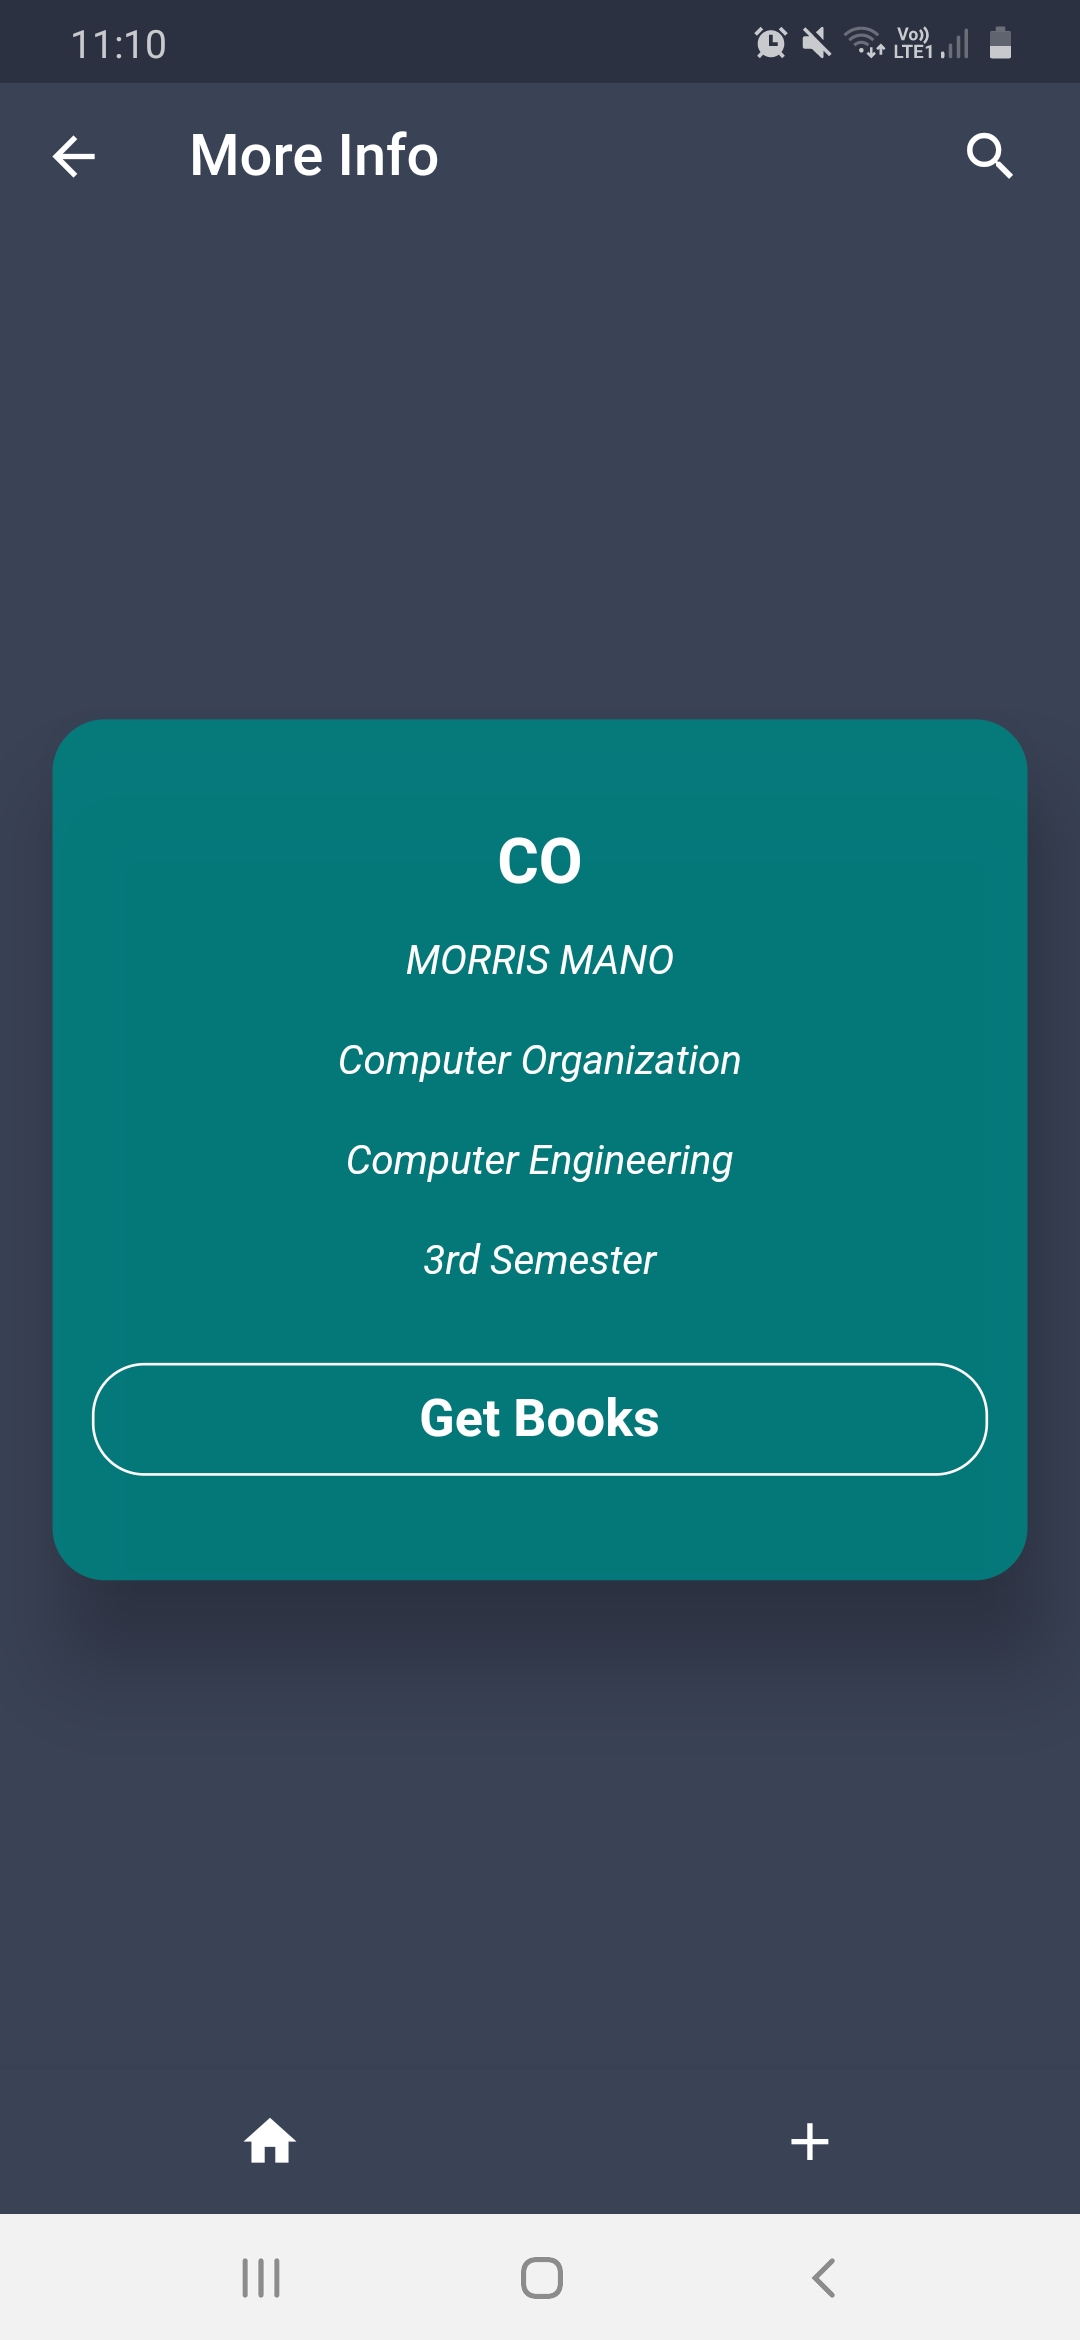 11:10
Vo))
LTE1
More Info
CO
MORRIS MANO
Computer Organization
Computer Engineering
3rd Semester
Get Books